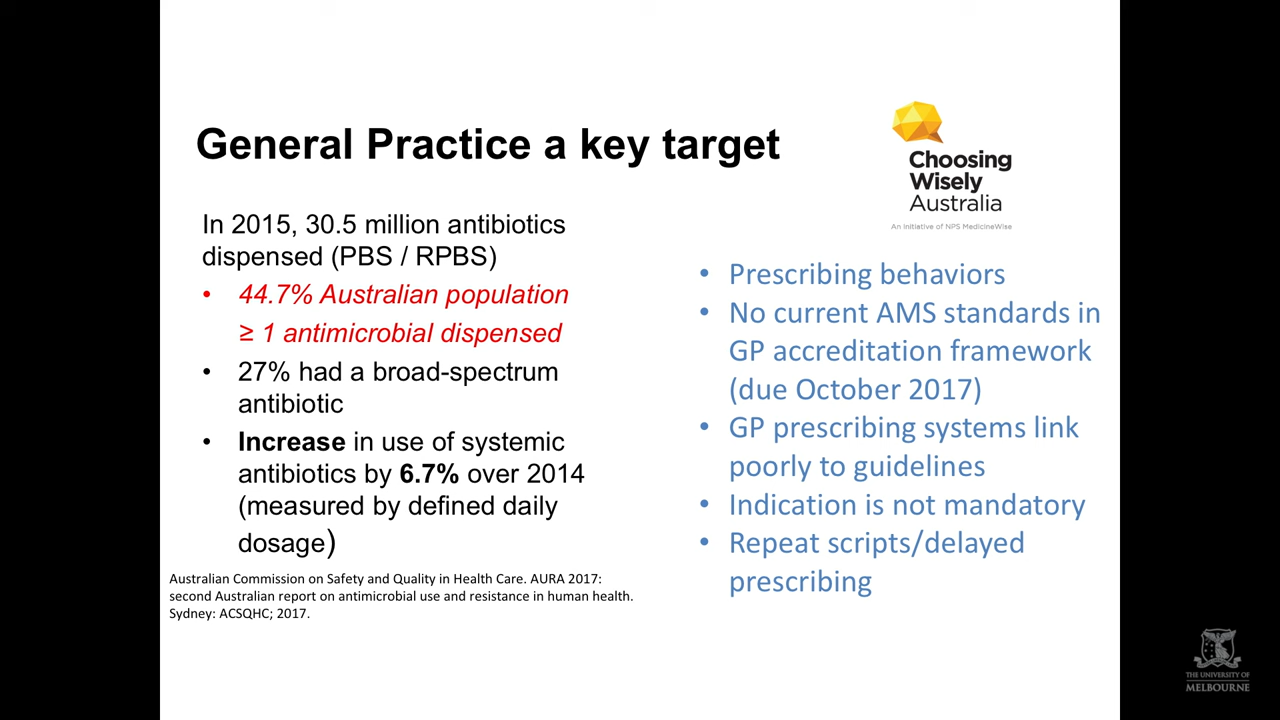 General Practice a key target
Choosing
Wisely
Australia
An initiative of NPS MedicineWise
In 2015, 30.5 million antibiotics
dispensed (PBS / RPBS)
• 44.7% Australian population
≥ 1 antimicrobial dispensed
• 27% had a broad-spectrum
antibiotic
• Increase in use of systemic
antibiotics by 6.7% over 2014
(measured by defined daily
dosage)
Australian Commission on Safety and Quality in Health Care. AURA 2017:
second Australian report on antimicrobial use and resistance in human health.
Sydney: ACSQHC; 2017.
• Prescribing behaviors
• No current AMS standards in
GP accreditation framework
(due October 2017)
• GP prescribing systems link
poorly to guidelines
• Indication is not mandatory
• Repeat scripts/delayed
prescribing
THE UNIVERSITY OF
MELBOURNE